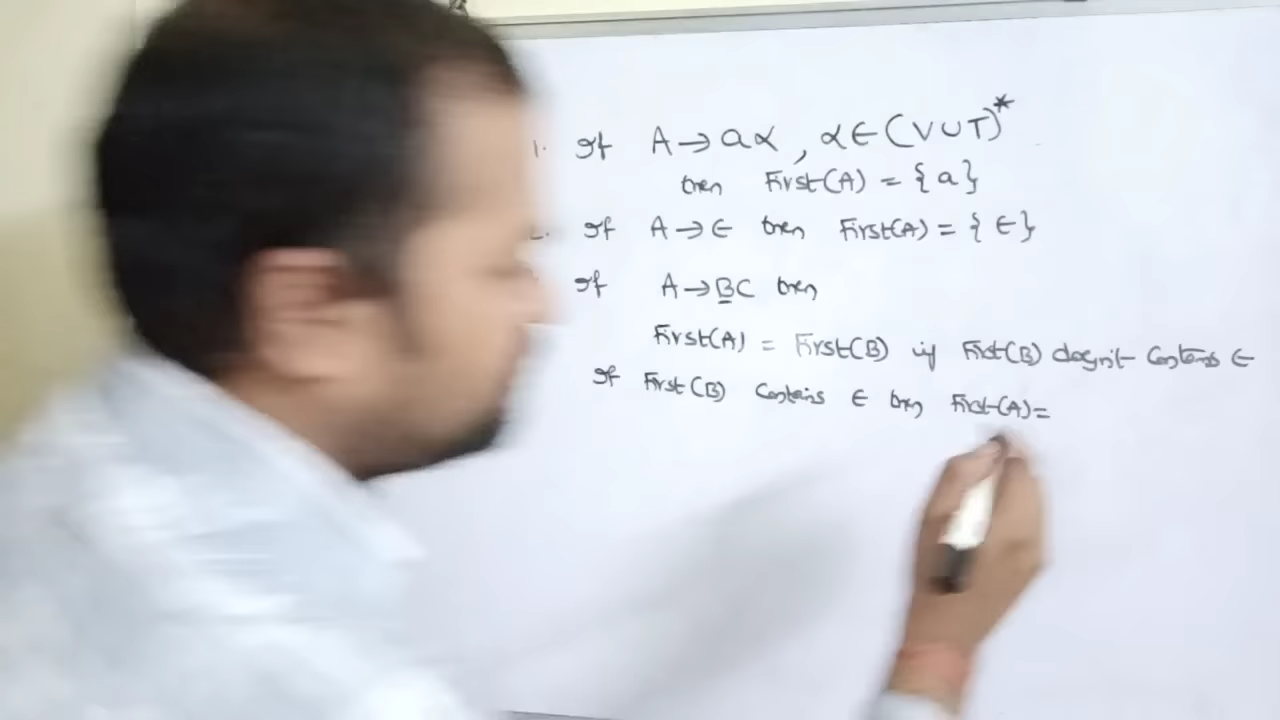 1. If A→aα, α∈(VUT)*
then First(A) = {a}
If A→∈ then First(A) = {∈}
If A→BC then
First(A) = First(B) if First(B) doesn't contains ∈
If First(B) contains ∈ then First(A)=